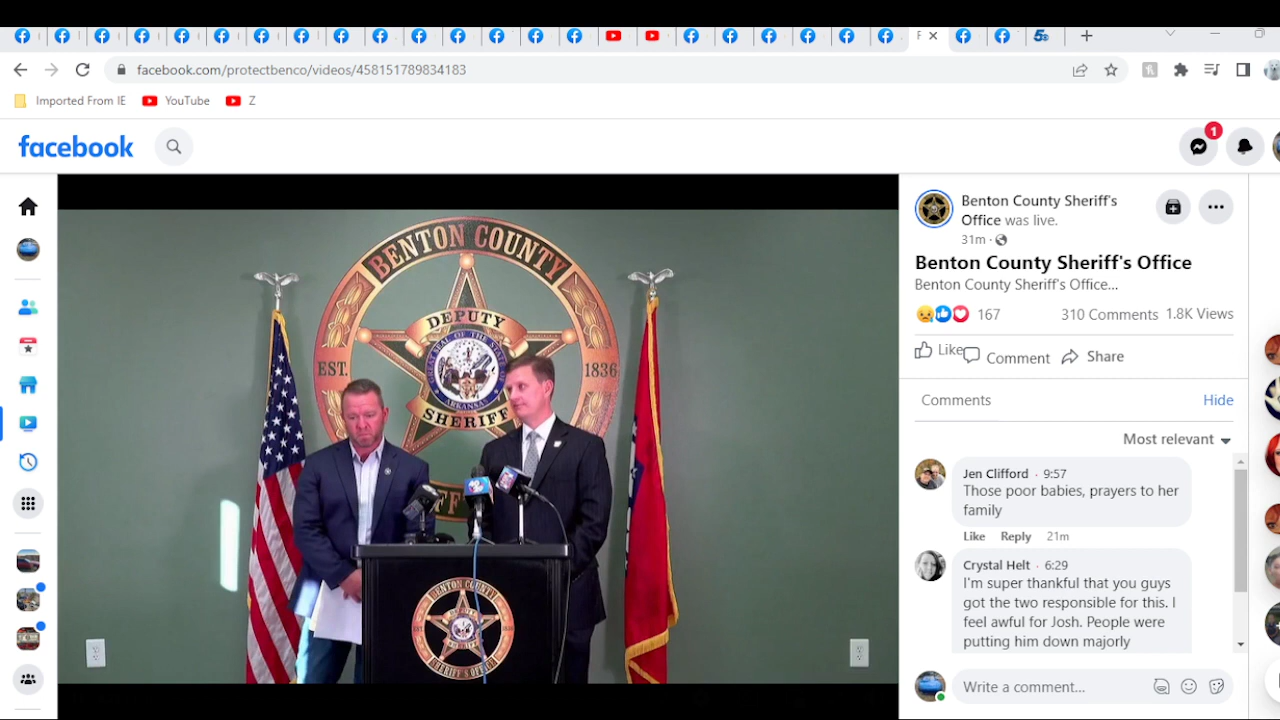 facebook.com/protectbenco/videos/458151789834183
Imported From IE
YouTube
Z
facebook
1
BENTON COUNTY
DEPUTY
EST.
1836
ARKANSAS
SHERIFF
BENTON COUNTY
DEPUTY
SHERIFF'S OFFICE
Benton County Sheriff's
Office was live.
31m ·
Benton County Sheriff's Office
Benton County Sheriff's Office...
167
310 Comments
1.8K Views
Like
Comment
Share
Comments
Hide
Most relevant
Jen Clifford · 9:57
Those poor babies, prayers to her
family
Like Reply 21m
Crystal Helt · 6:29
I'm super thankful that you guys
got the two responsible for this. I
feel awful for Josh. People were
putting him down majorly
Write a comment...